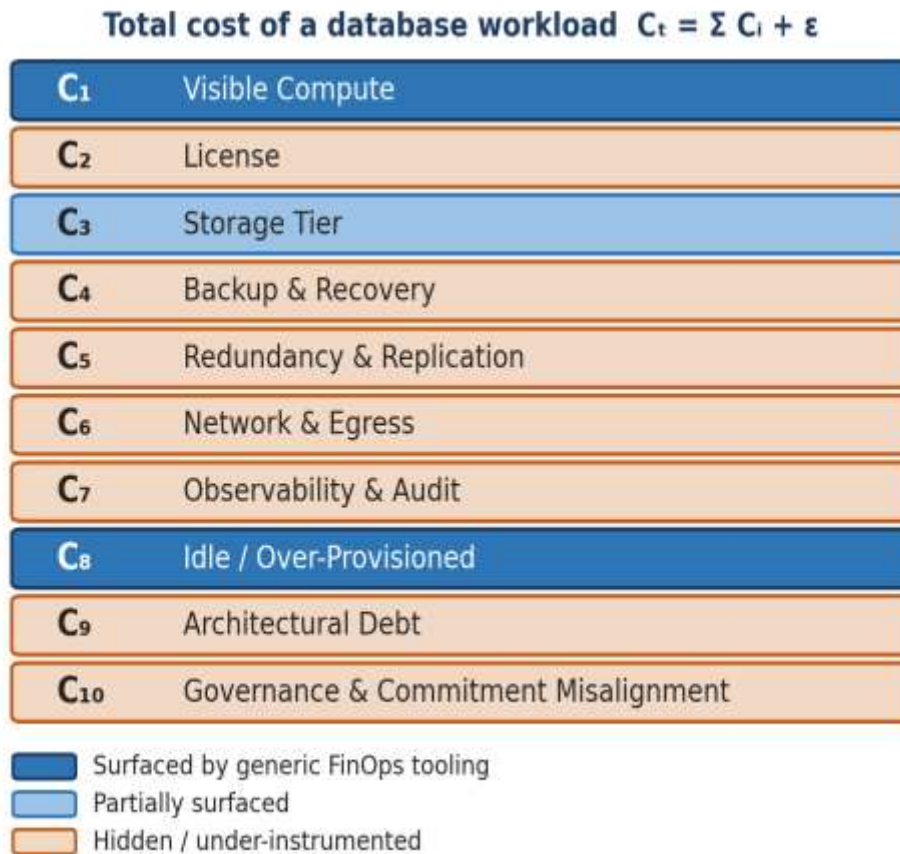 Total cost of a database workload Cₜ = Σ Cᵢ + ε
C₁ Visible Compute
C₂ License
C₃ Storage Tier
C₄ Backup & Recovery
C₅ Redundancy & Replication
C₆ Network & Egress
C₇ Observability & Audit
C₈ Idle / Over-Provisioned
C₉ Architectural Debt
C₁₀ Governance & Commitment Misalignment
Surfaced by generic FinOps tooling
Partially surfaced
Hidden / under-instrumented